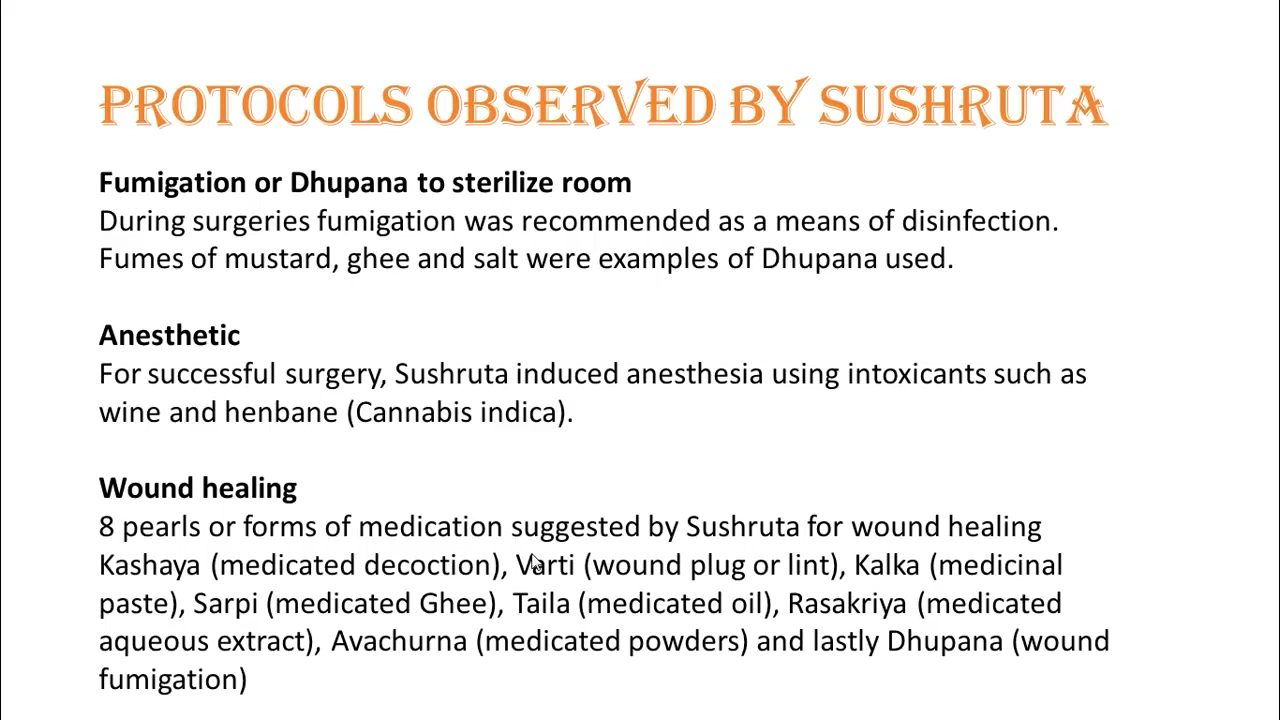 PROTOCOLS OBSERVED BY SUSHRUTA
Fumigation or Dhupana to sterilize room
During surgeries fumigation was recommended as a means of disinfection.
Fumes of mustard, ghee and salt were examples of Dhupana used.
Anesthetic
For successful surgery, Sushruta induced anesthesia using intoxicants such as
wine and henbane (Cannabis indica).
Wound healing
8 pearls or forms of medication suggested by Sushruta for wound healing
Kashaya (medicated decoction), Varti (wound plug or lint), Kalka (medicinal
paste), Sarpi (medicated Ghee), Taila (medicated oil), Rasakriya (medicated
aqueous extract), Avachurna (medicated powders) and lastly Dhupana (wound
fumigation)